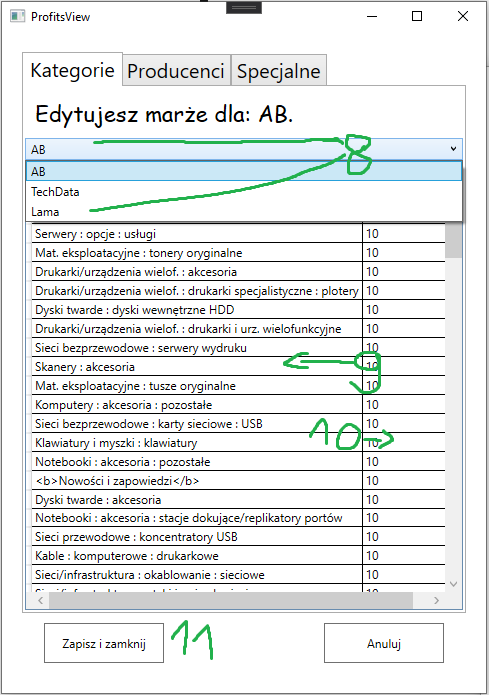 ProfitsView
Kategorie Producenci Specjalne
Edytujesz marże dla: AB.
AB
8
AB
TechData
Lama
Serwery : opcje : usługi 10
Mat. eksploatacyjne : tonery oryginalne 10
Drukarki/urządzenia wielof. : akcesoria 10
Drukarki/urządzenia wielof. : drukarki specjalistyczne : plotery 10
Dyski twarde : dyski wewnętrzne HDD 10
Drukarki/urządzenia wielof. : drukarki i urz. wielofunkcyjne 10
Sieci bezprzewodowe : serwery wydruku 10
Skanery : akcesoria 10
9
Mat. eksploatacyjne : tusze oryginalne 10
Komputery : akcesoria : pozostałe 10
Sieci bezprzewodowe : karty sieciowe : USB 10
Klawiatury i myszki : klawiatury 10
10
Notebooki : akcesoria : pozostałe 10
<b>Nowości i zapowiedzi</b> 10
Dyski twarde : akcesoria 10
Notebooki : akcesoria : stacje dokujące/replikatory portów 10
Sieci przewodowe : koncentratory USB 10
Kable : komputerowe : drukarkowe 10
Sieci/infrastruktura : okablowanie : sieciowe 10
Zapisz i zamknij 11 Anuluj